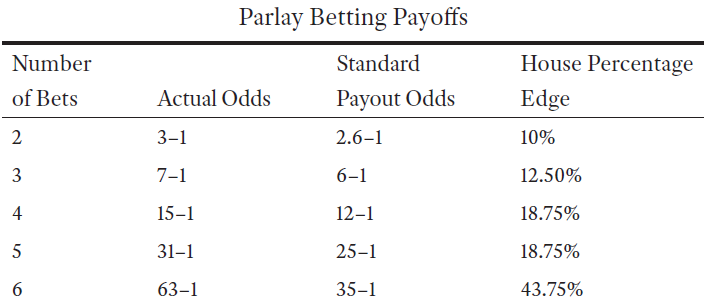 Parlay Betting Payoffs
Number Standard House Percentage
of Bets Actual Odds Payout Odds Edge
2 3–1 2.6–1 10%
3 7–1 6–1 12.50%
4 15–1 12–1 18.75%
5 31–1 25–1 18.75%
6 63–1 35–1 43.75%